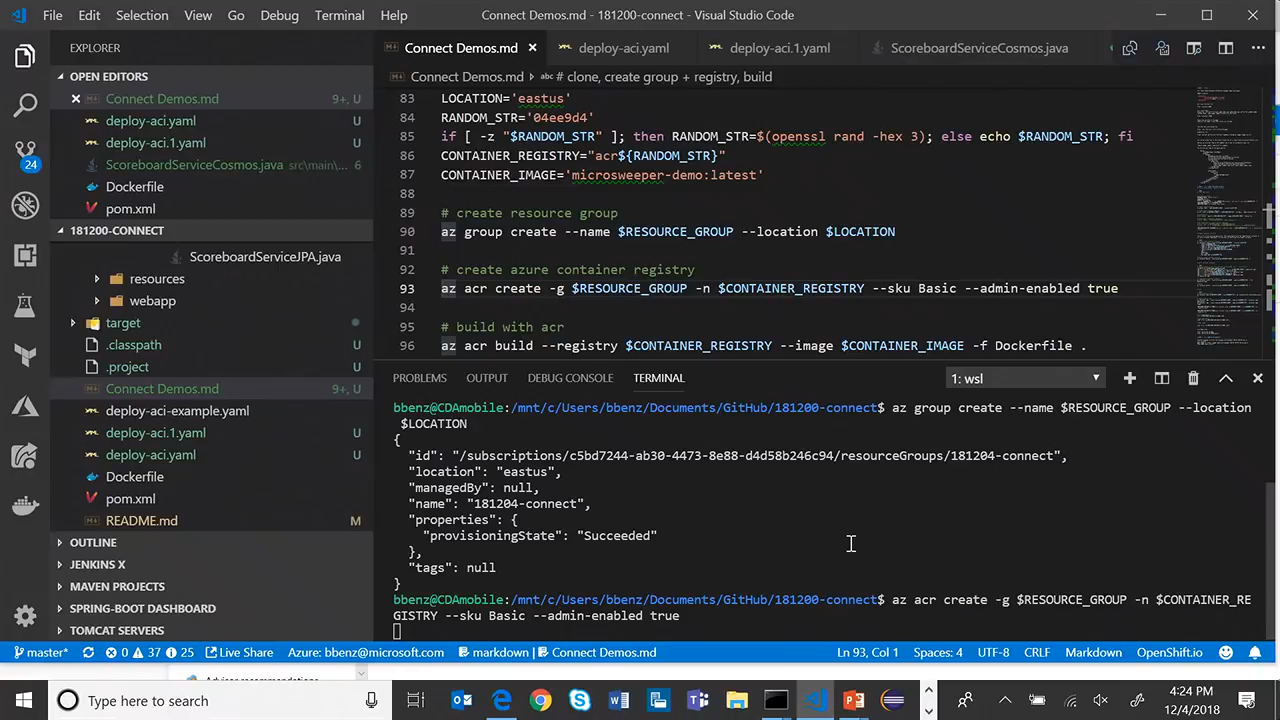 File Edit Selection View Go Debug Terminal Help Connect Demos.md - 181200-connect - Visual Studio Code
EXPLORER
OPEN EDITORS
Connect Demos.md 9+, U
deploy-aci.yaml U
deploy-aci.1.yaml U
ScoreboardServiceCosmos.java src\main\...
Dockerfile
pom.xml
181200-CONNECT
ScoreboardServiceJPA.java
resources
webapp
target
.classpath U
.project U
Connect Demos.md 9+, U
deploy-aci-example.yaml
deploy-aci.1.yaml U
deploy-aci.yaml U
Dockerfile
pom.xml
README.md M
OUTLINE
JENKINS X
MAVEN PROJECTS
SPRING-BOOT DASHBOARD
TOMCAT SERVERS
24
Connect Demos.md deploy-aci.yaml deploy-aci.1.yaml ScoreboardServiceCosmos.java
Connect Demos.md # clone, create group + registry, build
83 LOCATION='eastus'
84 RANDOM_STR=
85 if [ -z "$RANDOM_STR" ]; then RANDOM_STR=$(openssl rand -hex 3); else echo $RANDOM_STR; fi
86 CONTAINER_REGISTRY="acr${RANDOM_STR}"
87 CONTAINER_IMAGE='microsweeper-demo:latest'
88
89 # create resource group
90 az group create --name $RESOURCE_GROUP --location $LOCATION
91
92 # create azure container registry
93 az acr create -g $RESOURCE_GROUP -n $CONTAINER_REGISTRY --sku Basic --admin-enabled true
94
95 # build in acr
96 az acr build --registry $CONTAINER_REGISTRY --image $CONTAINER_IMAGE -f Dockerfile .
PROBLEMS OUTPUT DEBUG CONSOLE TERMINAL 1: wsl
bbenz@CDAmobile:/mnt/c/Users/bbenz/Documents/GitHub/181200-connect$ az group create --name $RESOURCE_GROUP --location
$LOCATION
{
"id": "/subscriptions/c5bd7244-ab30-4473-8e88-d4d58b246c94/resourceGroups/181204-connect",
"location": "eastus",
"managedBy": null,
"name": "181204-connect",
"properties": {
"provisioningState": "Succeeded"
},
"tags": null
}
bbenz@CDAmobile:/mnt/c/Users/bbenz/Documents/GitHub/181200-connect$ az acr create -g $RESOURCE_GROUP -n $CONTAINER_RE
GISTRY --sku Basic --admin-enabled true
master* 0 37 25 Live Share Azure: bbenz@microsoft.com markdown | Connect Demos.md Ln 93, Col 1 Spaces: 4 UTF-8 CRLF Markdown OpenShift.io
Type here to search
4:24 PM
12/4/2018